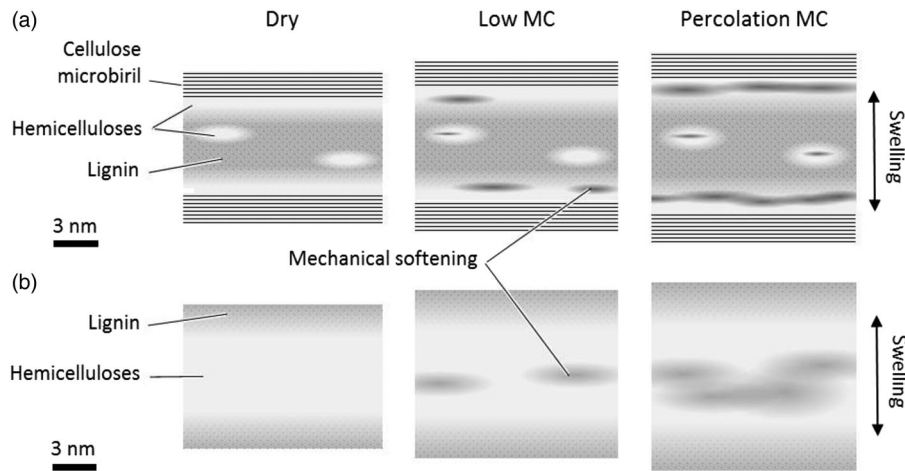 (a)
Dry
Low MC
Percolation MC
Cellulose
microbiril
Hemicelluloses
Lignin
3 nm
Swelling
Mechanical softening
(b)
Lignin
Hemicelluloses
3 nm
Swelling